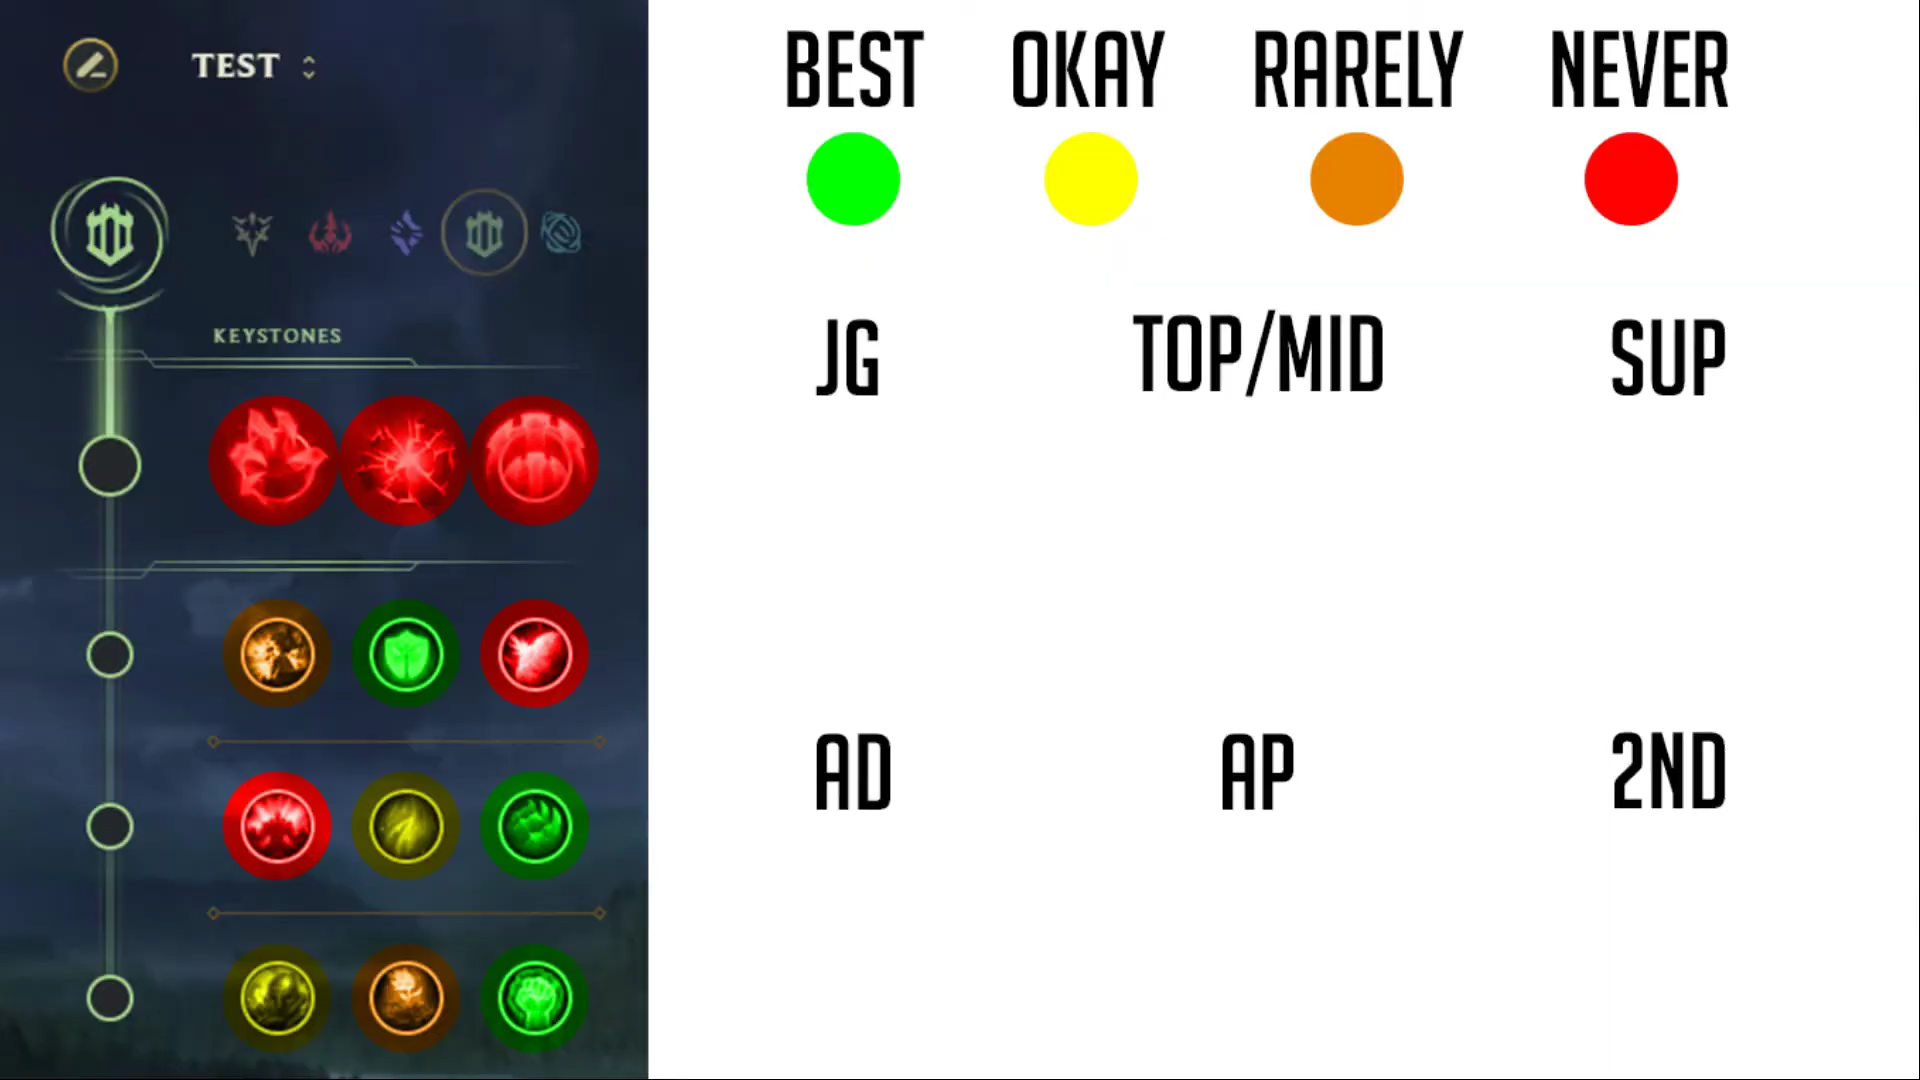 TEST
KEYSTONES
BEST OKAY RARELY NEVER
JG TOP/MID SUP
AD AP 2ND